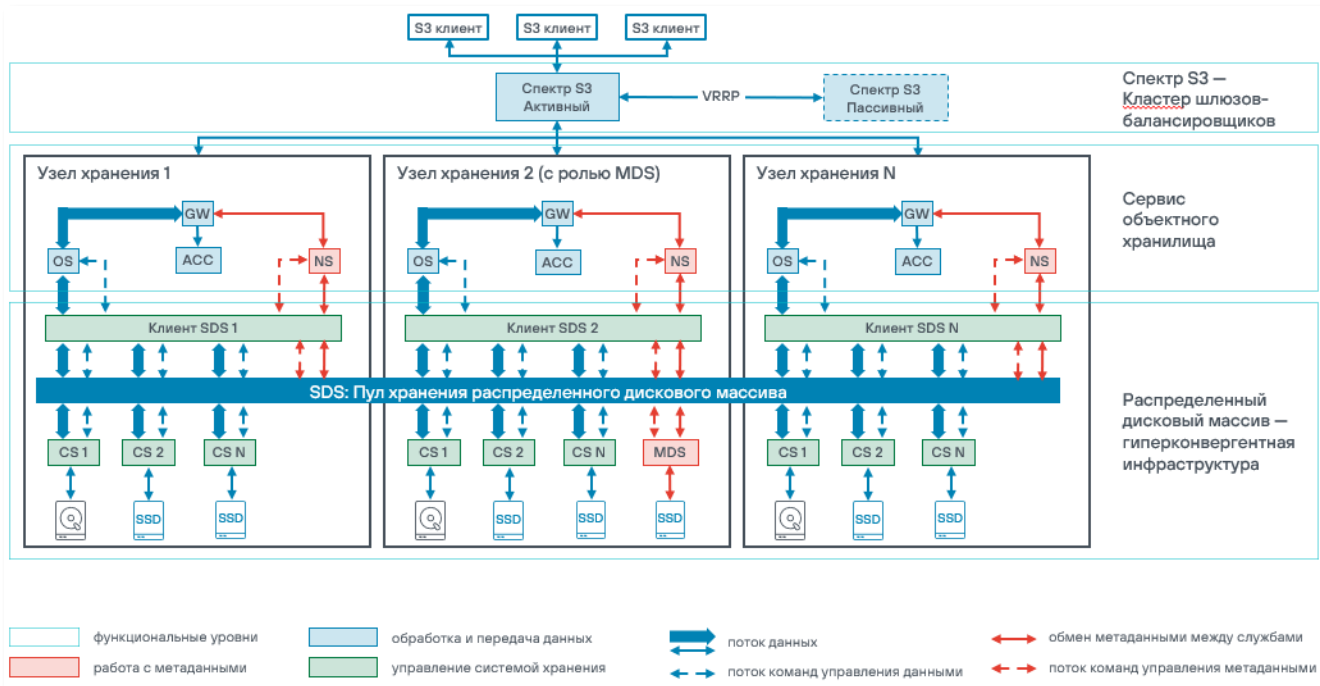 S3 клиент
S3 клиент
S3 клиент
Спектр S3
Активный
VRRP
Спектр S3
Пассивный
Спектр S3 —
Кластер шлюзов-
балансировщиков
Узел хранения 1
GW
OS
ACC
NS
Узел хранения 2 (с ролью MDS)
GW
OS
ACC
NS
Узел хранения N
GW
OS
ACC
NS
Сервис
объектного
хранилища
Клиент SDS 1
Клиент SDS 2
Клиент SDS N
SDS: Пул хранения распределенного дискового массива
CS 1
CS 2
CS N
CS 1
CS 2
CS N
MDS
CS 1
CS 2
CS N
SSD
SSD
SSD
SSD
SSD
SSD
SSD
Распределенный
дисковый массив —
гиперконвергентная
инфраструктура
функциональные уровни
работа с метаданными
обработка и передача данных
управление системой хранения
поток данных
поток команд управления данными
обмен метаданными между службами
поток команд управления метаданными